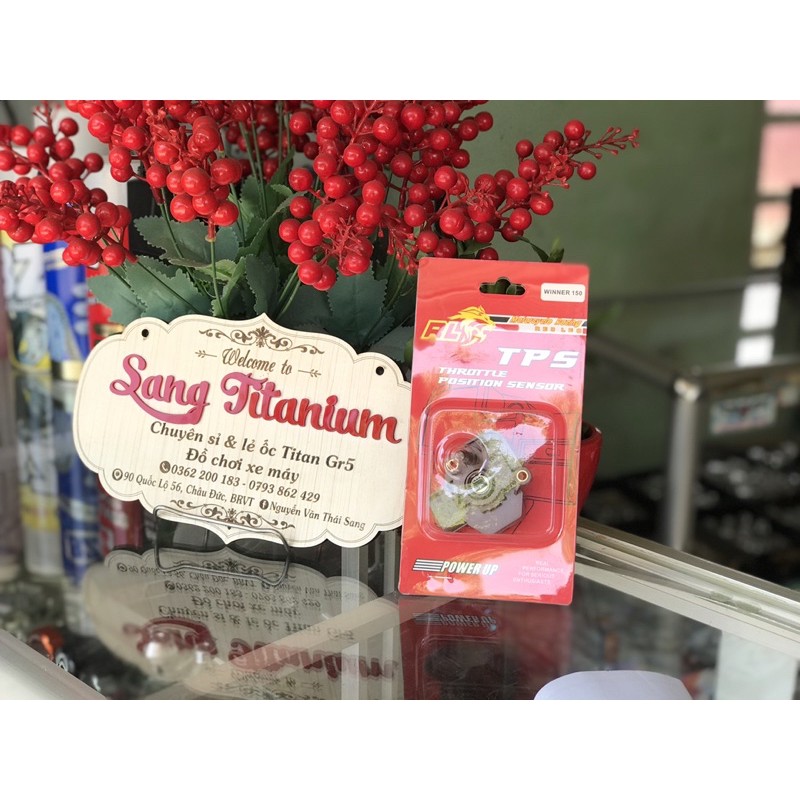 Welcome to
Sang Titanium
Chuyên sỉ & lẻ ốc Titan Gr5
Đồ chơi xe máy
0362 200 183 - 0793 862 429
90 Quốc Lộ 56, Châu Đức, BRVT Nguyễn Văn Thái Sang
WINNER 150
TPS
THROTTLE
POSITION SENSOR
POWER UP